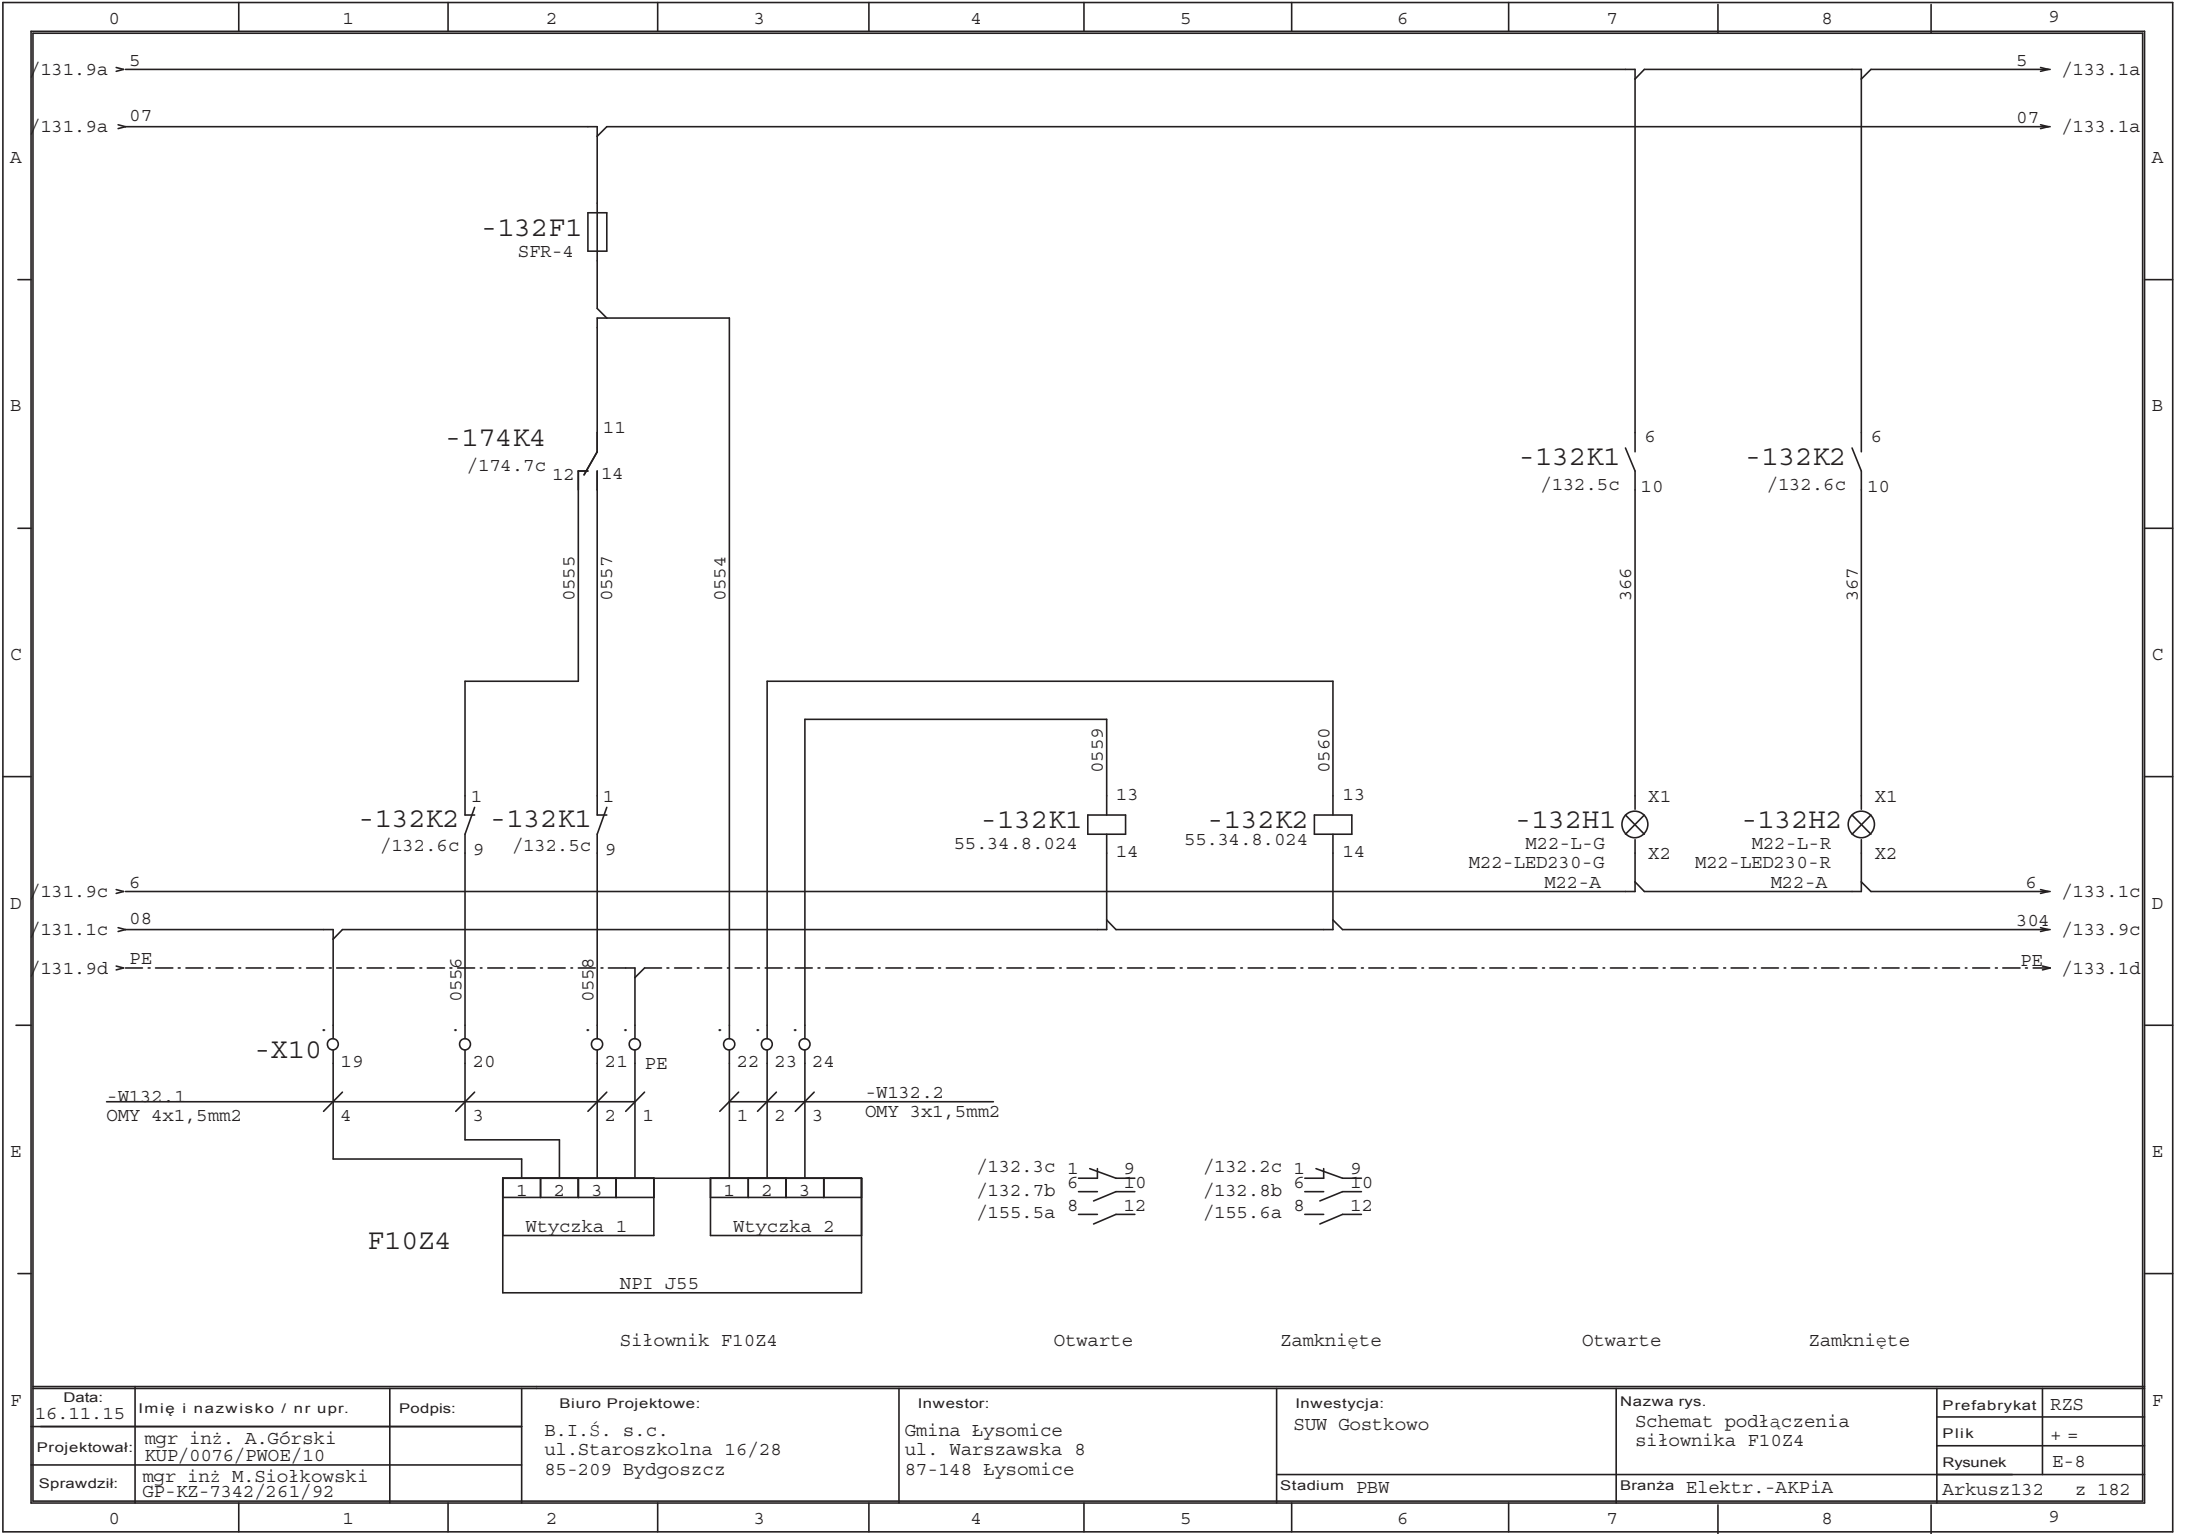 0 1 2 3 4 5 6 7 8 9
/131.9a 5 5 /133.1a
/131.9a 07 07 /133.1a
A A
-132F1
SFR-4
B B
-174K4 11
/174.7c 12 14
-132K1 6
/132.5c 10
-132K2 6
/132.6c 10
0555 0557 0554 366 367
C C
0559 0560
-132K2 1
/132.6c 9
-132K1 1
/132.5c 9
-132K1 13
55.34.8.024 14
-132K2 13
55.34.8.024 14
-132H1 X1
M22-L-G X2
M22-LED230-G
M22-A
-132H2 X1
M22-L-R X2
M22-LED230-R
M22-A
/131.9c 6 6 /133.1c
D D
/131.1c 08 304 /133.9c
/131.9d PE PE /133.1d
0556 0558
-X10 19 20 21 PE 22 23 24
-W132.1
OMY 4x1,5mm2
4 3 2 1 1 2 3
-W132.2
OMY 3x1,5mm2
E E
/132.3c 1 9
/132.7b 6 10
/155.5a 8 12
/132.2c 1 9
/132.8b 6 10
/155.6a 8 12
1 2 3 1 2 3
Wtyczka 1 Wtyczka 2
F10Z4
NPI J55
Siłownik F10Z4 Otwarte Zamknięte Otwarte Zamknięte
F F
Data:
16.11.15
Imię i nazwisko / nr upr.
Podpis:
Projektował:
mgr inż. A.Górski
KUP/0076/PWOE/10
Sprawdził:
mgr inż M.Siołkowski
GP-KZ-7342/261/92
Biuro Projektowe:
B.I.Ś. s.c.
ul.Staroszkolna 16/28
85-209 Bydgoszcz
Inwestor:
Gmina Łysomice
ul. Warszawska 8
87-148 Łysomice
Inwestycja:
SUW Gostkowo
Stadium PBW
Nazwa rys.
Schemat podłączenia
siłownika F10Z4
Branża Elektr.-AKPiA
Prefabrykat RZS
Plik + =
Rysunek E-8
Arkusz132 z 182
0 1 2 3 4 5 6 7 8 9